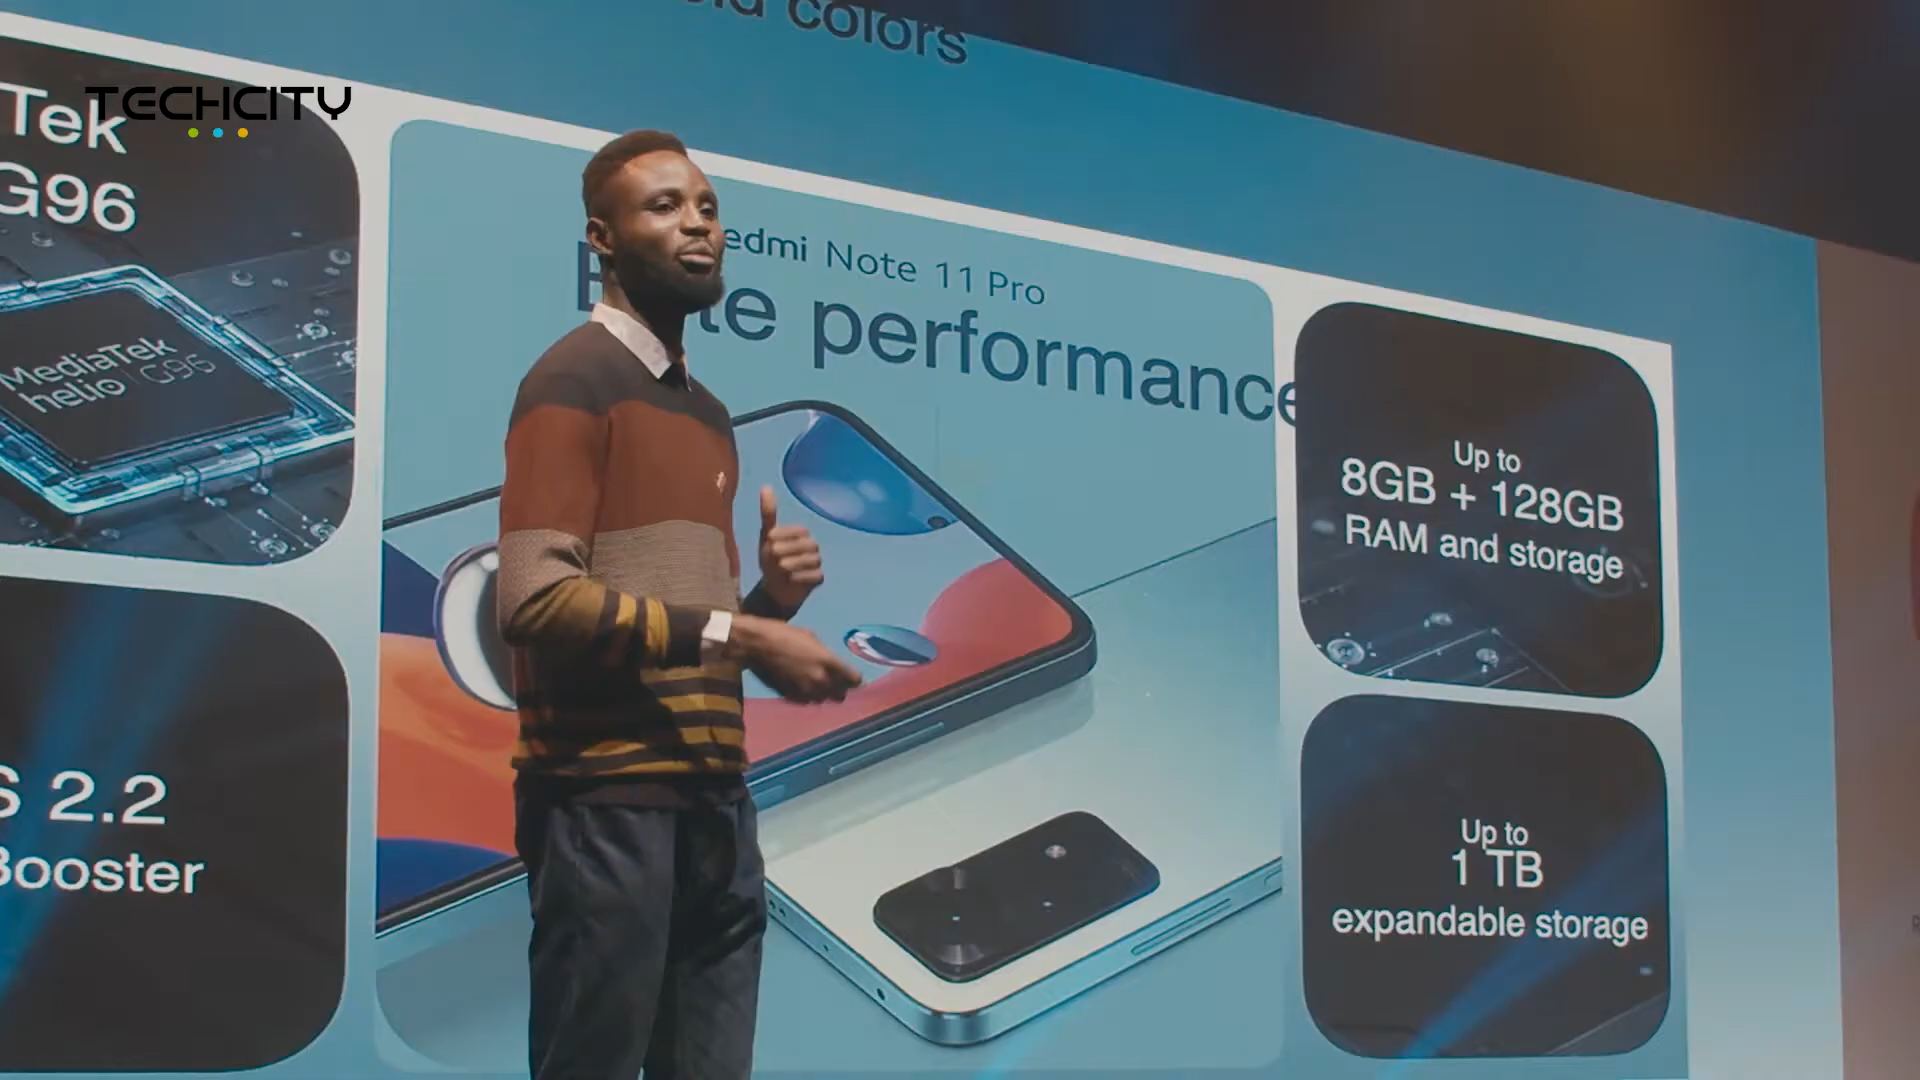 colors
TECHCITY
Tek
G96
MediaTek
helio G96
S 2.2
Booster
edmi Note 11 Pro
performance
Up to
8GB + 128GB
RAM and storage
Up to
1 TB
expandable storage